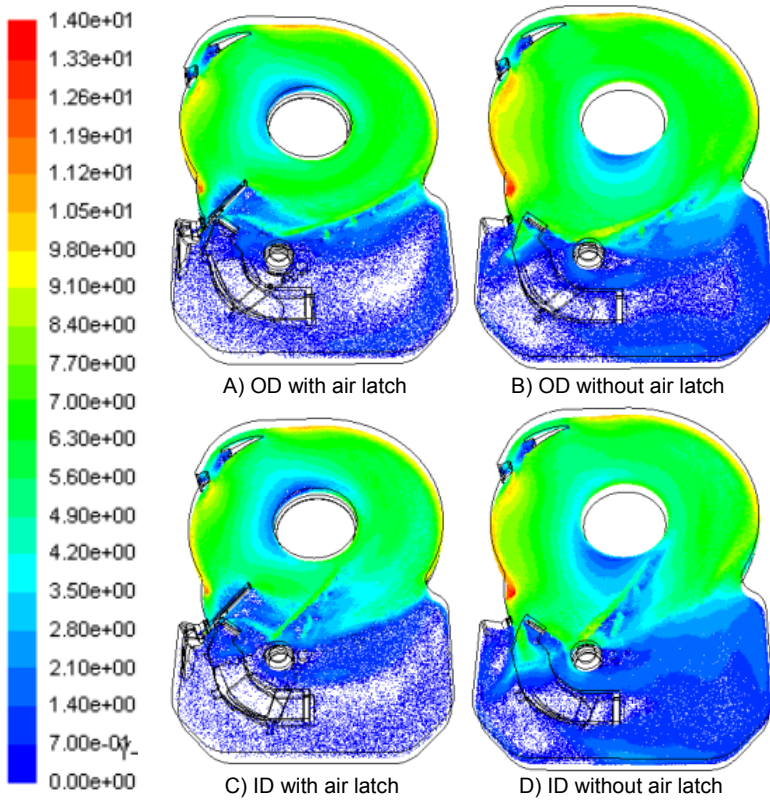 1.40e+01
1.33e+01
1.26e+01
1.19e+01
1.12e+01
1.05e+01
9.80e+00
9.10e+00
8.40e+00
7.70e+00
7.00e+00
6.30e+00
5.60e+00
4.90e+00
4.20e+00
3.50e+00
2.80e+00
2.10e+00
1.40e+00
7.00e-01
0.00e+00
A) OD with air latch
B) OD without air latch
C) ID with air latch
D) ID without air latch